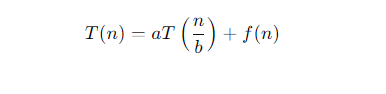 T(n) = aT(n/b) + f(n)